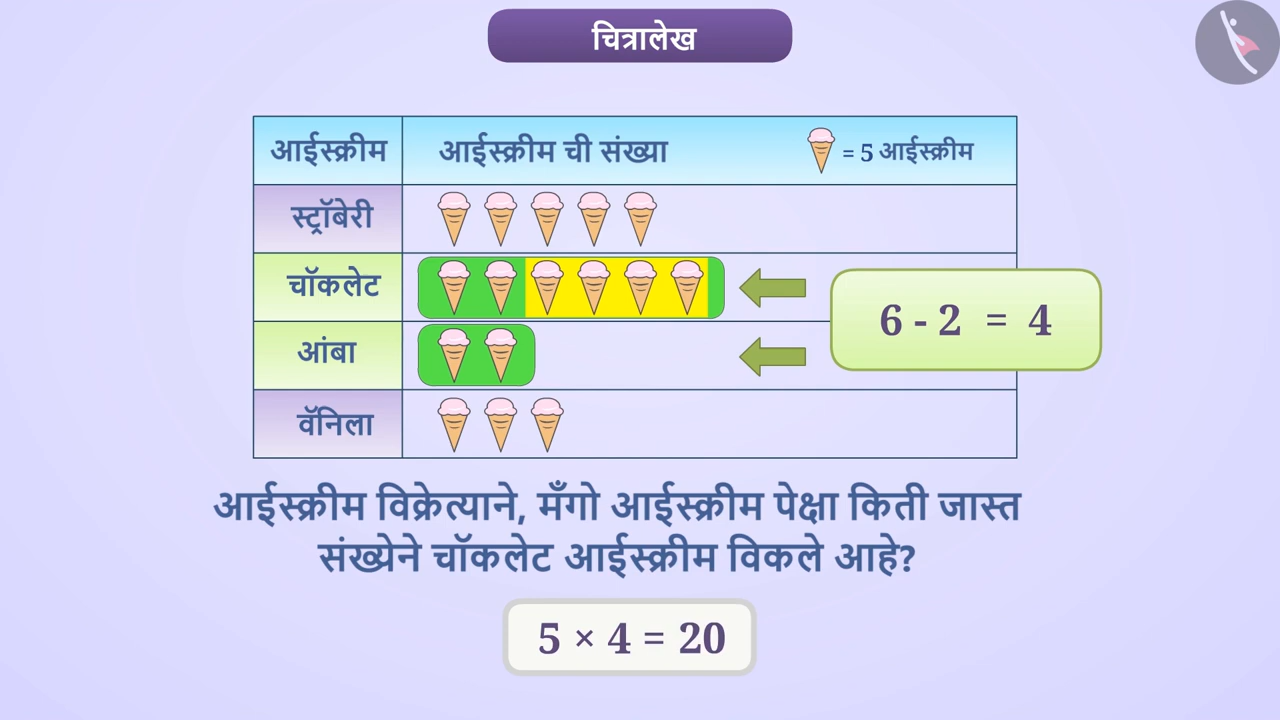 चित्रालेख
आईस्क्रीम
आईस्क्रीम ची संख्या
= 5 आईस्क्रीम
स्ट्रॉबेरी
चॉकलेट
6 - 2 = 4
आंबा
वॅनिला
आईस्क्रीम विक्रेत्याने, मँगो आईस्क्रीम पेक्षा किती जास्त
संख्येने चॉकलेट आईस्क्रीम विकले आहे?
5 × 4 = 20